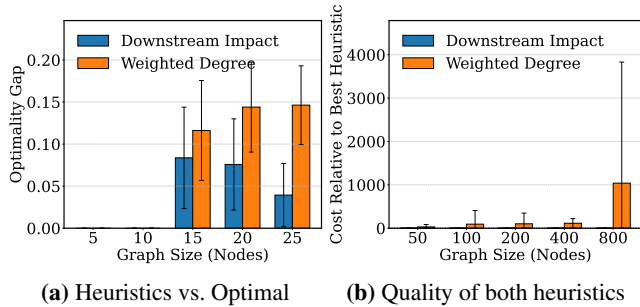 Optimality Gap
0.20
0.15
0.10
0.05
0.00
Downstream Impact
Weighted Degree
5 10 15 20 25
Graph Size (Nodes)
(a) Heuristics vs. Optimal
Cost Relative to Best Heuristic
4000
3000
2000
1000
0
Downstream Impact
Weighted Degree
50 100 200 400 800
Graph Size (Nodes)
(b) Quality of both heuristics